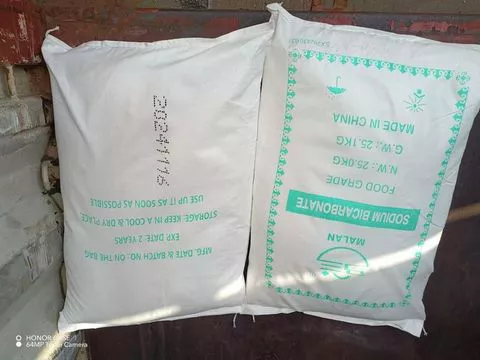 MFG.DATE & BATCH NO: ON THE BAG
EXP DATE: 2 YEARS
STORAGE: KEEP IN A COOL & DRY PLACE
USE UP IT AS SOON AS POSSIBLE
20241116
MALAN
SODIUM BICARBONATE
FOOD GRADE
N.W.: 25.0KG
G.W.: 25.1KG
MADE IN CHINA
HONOR
64MP Triple Camera